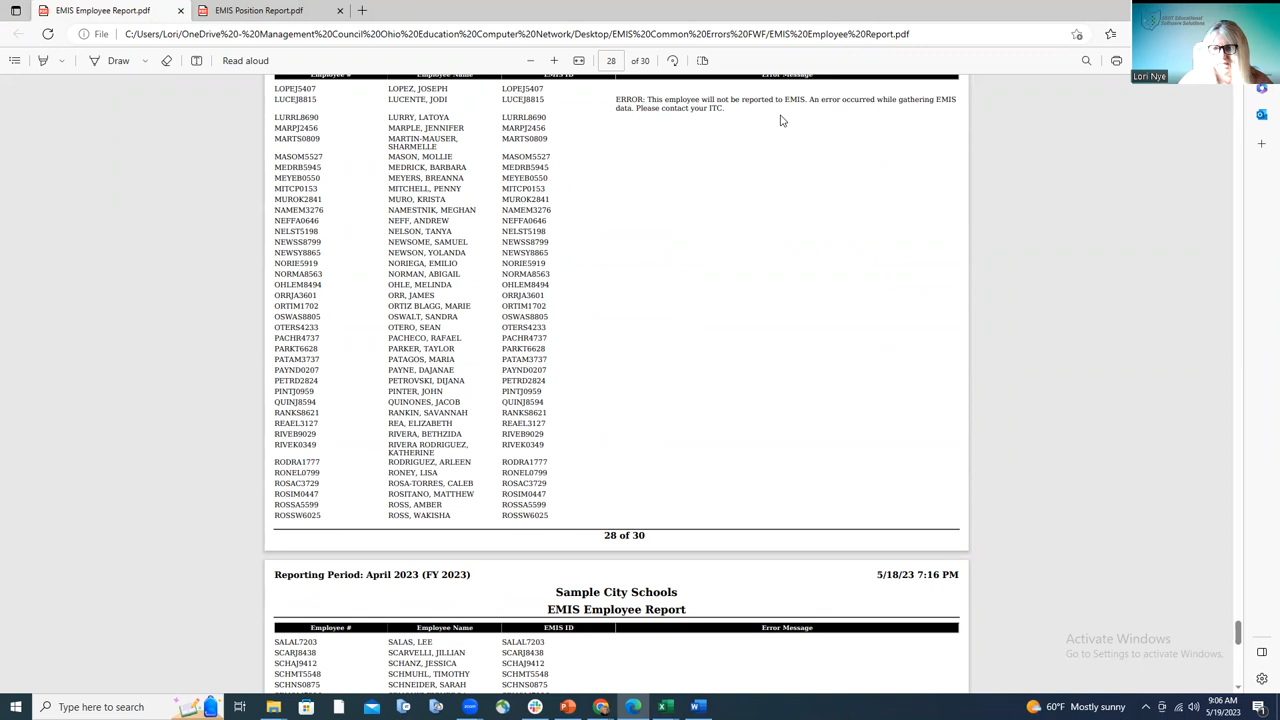 EMIS Employee Report.pdf
EMIS Position Report.pdf
File
C:/Users/Lori/OneDrive%20-%20Management%20Council%20Ohio%20Education%20Computer%20Network/Desktop/EMIS%20Common%20Errors%20FWF/EMIS%20Employee%20Report.pdf
Draw
Read aloud
28 of 30
Lori Nye
Employee # Employee Name EMIS ID Error Message
LOPEJ5407 LOPEZ, JOSEPH LOPEJ5407
LUCEJ8815 LUCENTE, JODI LUCEJ8815 ERROR: This employee will not be reported to EMIS. An error occurred while gathering EMIS
data. Please contact your ITC.
LURRL8690 LURRY, LATOYA LURRL8690
MARPJ2456 MARPLE, JENNIFER MARPJ2456
MARTS0809 MARTIN-MAUSER, MARTS0809
SHARMELLE
MASOM5527 MASON, MOLLIE MASOM5527
MEDRB5945 MEDRICK, BARBARA MEDRB5945
MEYEB0550 MEYERS, BREANNA MEYEB0550
MITCP0153 MITCHELL, PENNY MITCP0153
MUROK2841 MURO, KRISTA MUROK2841
NAMEM3276 NAMESTNIK, MEGHAN NAMEM3276
NEFFA0646 NEFF, ANDREW NEFFA0646
NELST5198 NELSON, TANYA NELST5198
NEWSS8799 NEWSOME, SAMUEL NEWSS8799
NEWSY8865 NEWSON, YOLANDA NEWSY8865
NORIE5919 NORIEGA, EMILIO NORIE5919
NORMA8563 NORMAN, ABIGAIL NORMA8563
OHLEM8494 OHLE, MELINDA OHLEM8494
ORRJA3601 ORR, JAMES ORRJA3601
ORTIM1702 ORTIZ BLAGG, MARIE ORTIM1702
OSWAS8805 OSWALT, SANDRA OSWAS8805
OTERS4233 OTERO, SEAN OTERS4233
PACHR4737 PACHECO, RAFAEL PACHR4737
PARKT6628 PARKER, TAYLOR PARKT6628
PATAM3737 PATAGOS, MARIA PATAM3737
PAYND0207 PAYNE, DAJANAE PAYND0207
PETRD2824 PETROVSKI, DIJANA PETRD2824
PINTJ0959 PINTER, JOHN PINTJ0959
QUINJ8594 QUINONES, JACOB QUINJ8594
RANKS8621 RANKIN, SAVANNAH RANKS8621
REAEL3127 REA, ELIZABETH REAEL3127
RIVEB9029 RIVERA, BETHZIDA RIVEB9029
RIVEK0349 RIVERA RODRIGUEZ, RIVEK0349
KATHERINE
RODRA1777 RODRIGUEZ, ARLEEN RODRA1777
RONEL0799 RONEY, LISA RONEL0799
ROSAC3729 ROSA-TORRES, CALEB ROSAC3729
ROSIM0447 ROSITANO, MATTHEW ROSIM0447
ROSSA5599 ROSS, AMBER ROSSA5599
ROSSW6025 ROSS, WAKISHA ROSSW6025
28 of 30
Reporting Period: April 2023 (FY 2023) 5/18/23 7:16 PM
Sample City Schools
EMIS Employee Report
Employee # Employee Name EMIS ID Error Message
SALAL7203 SALAS, LEE SALAL7203
SCARJ8438 SCARVELLI, JILLIAN SCARJ8438
SCHAJ9412 SCHANZ, JESSICA SCHAJ9412
SCHMT5548 SCHMUHL, TIMOTHY SCHMT5548
SCHNS0875 SCHNEIDER, SARAH SCHNS0875
Activate Windows
Go to Settings to activate Windows.
Type here to search
60°F Mostly sunny
9:06 AM
5/19/2023